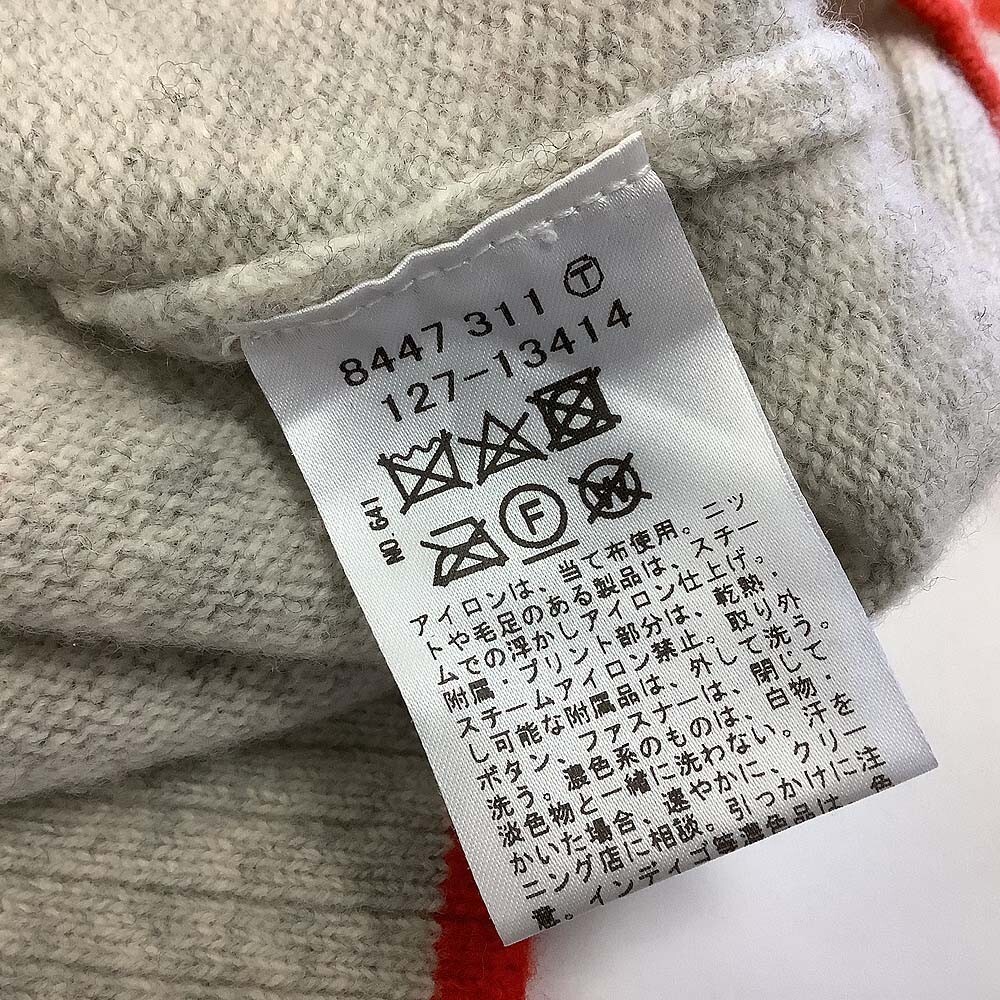 8447 311 Ⓣ
127-13414
NO. 641
F
W
アイロンは、当て布使用。ニッ
トや毛足のある製品は、スチー
ムでの浮かしアイロン仕上げ。
附属・プリント部分は、乾熱・
スチームアイロン禁止。取り外
し可能な附属品は、外して洗う。
ボタン、ファスナーは、閉じて
洗う。濃色系のものは、白物・
淡色物と一緒に洗わない。汗を
かいた場合、速やかに、クリー
ニング店に相談。引っかけに注
意。インディゴ等濃色品は、色